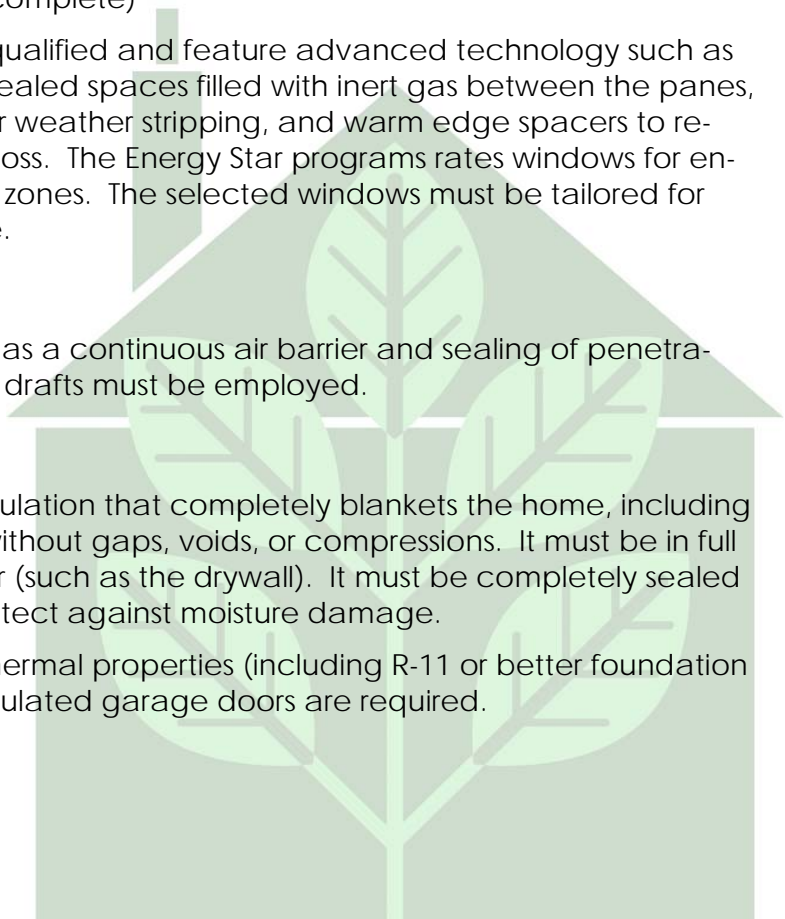 complete)
qualified and feature advanced technology such as
ealed spaces filled with inert gas between the panes,
r weather stripping, and warm edge spacers to re-
oss. The Energy Star programs rates windows for en-
zones. The selected windows must be tailored for
e.
as a continuous air barrier and sealing of penetra-
drafts must be employed.
ulation that completely blankets the home, including
without gaps, voids, or compressions. It must be in full
r (such as the drywall). It must be completely sealed
tect against moisture damage.
ermal properties (including R-11 or better foundation
ulated garage doors are required.